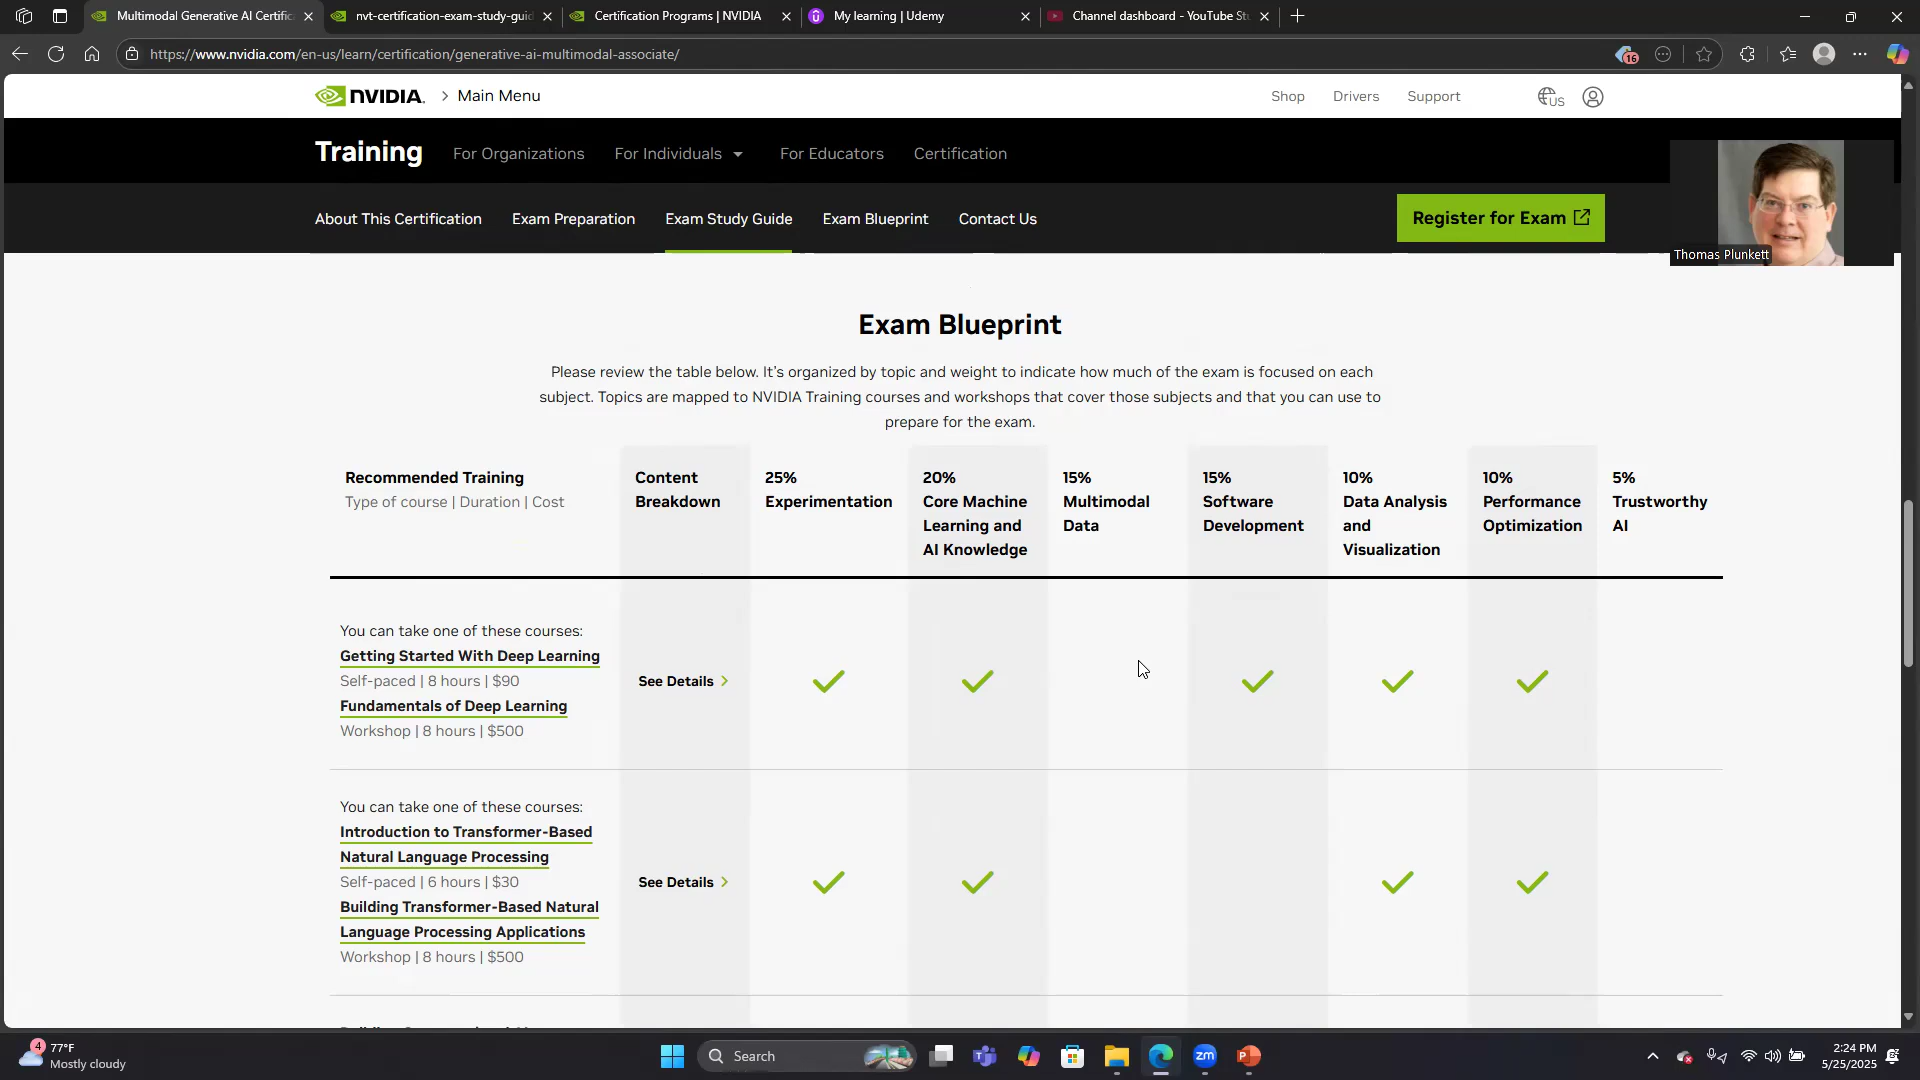 Multimodal Generative AI Certific
nvt-certification-exam-study-guid
Certification Programs | NVIDIA
My learning | Udemy
Channel dashboard - YouTube St
https://www.nvidia.com/en-us/learn/certification/generative-ai-multimodal-associate/
16
NVIDIA.
Main Menu
Shop
Drivers
Support
US
Training
For Organizations
For Individuals
For Educators
Certification
About This Certification
Exam Preparation
Exam Study Guide
Exam Blueprint
Contact Us
Register for Exam
Thomas Plunkett
Exam Blueprint
Please review the table below. It’s organized by topic and weight to indicate how much of the exam is focused on each
subject. Topics are mapped to NVIDIA Training courses and workshops that cover those subjects and that you can use to
prepare for the exam.
Recommended Training
Type of course | Duration | Cost
Content
Breakdown
25%
Experimentation
20%
Core Machine
Learning and
AI Knowledge
15%
Multimodal
Data
15%
Software
Development
10%
Data Analysis
and
Visualization
10%
Performance
Optimization
5%
Trustworthy
AI
You can take one of these courses:
Getting Started With Deep Learning
Self-paced | 8 hours | $90
Fundamentals of Deep Learning
Workshop | 8 hours | $500
See Details
You can take one of these courses:
Introduction to Transformer-Based
Natural Language Processing
Self-paced | 6 hours | $30
Building Transformer-Based Natural
Language Processing Applications
Workshop | 8 hours | $500
See Details
4
77°F
Mostly cloudy
Search
zm
P
2:24 PM
5/25/2025